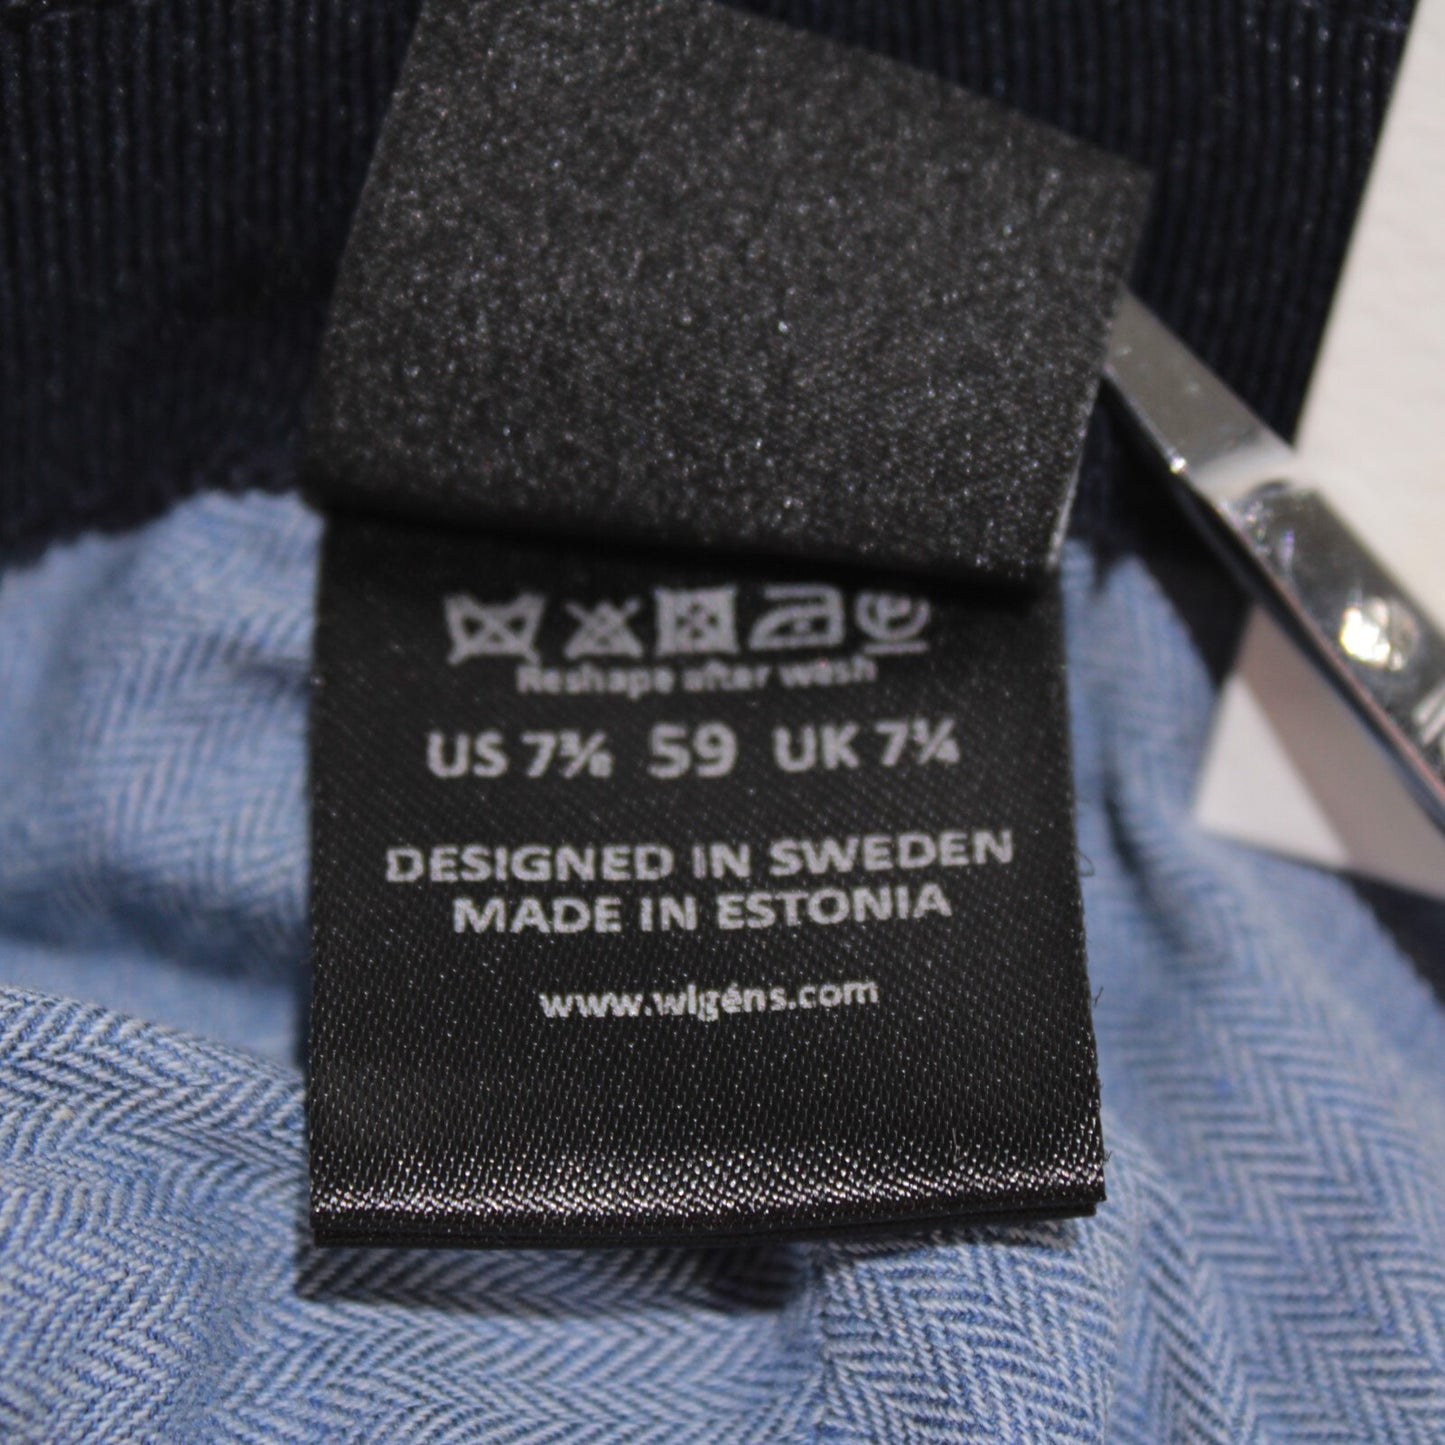 Reshape after wash
US 7⅜ 59 UK 7¼
DESIGNED IN SWEDEN
MADE IN ESTONIA
www.wigéns.com